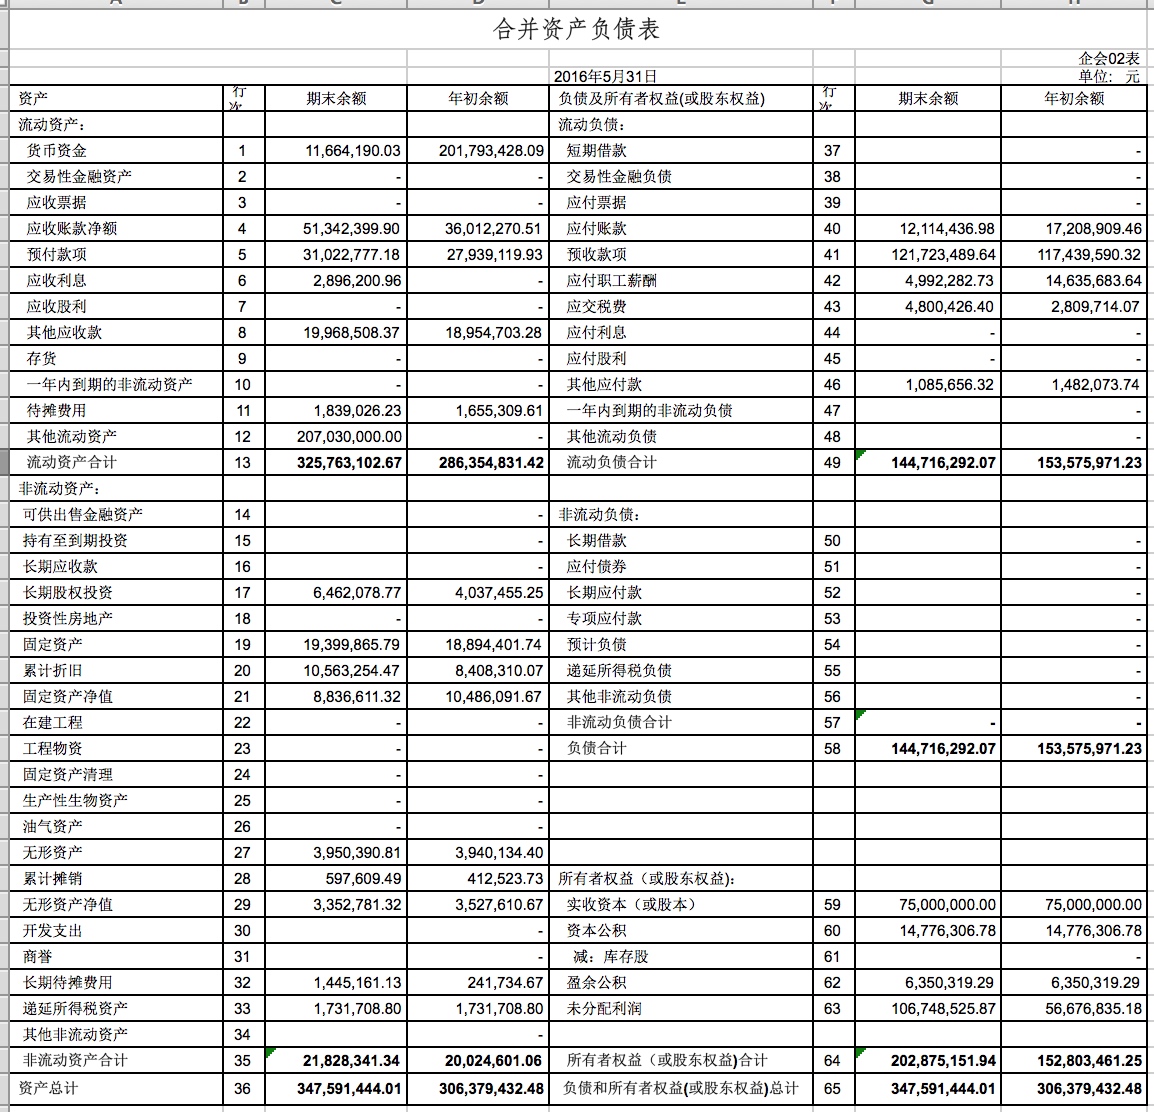 合并资产负债表
企会02表
2016年5月31日 单位: 元
资产 行次 期末余额 年初余额 负债及所有者权益(或股东权益) 行次 期末余额 年初余额
流动资产: 流动负债:
货币资金 1 11,664,190.03 201,793,428.09 短期借款 37 -
交易性金融资产 2 - - 交易性金融负债 38 -
应收票据 3 - - 应付票据 39 -
应收账款净额 4 51,342,399.90 36,012,270.51 应付账款 40 12,114,436.98 17,208,909.46
预付款项 5 31,022,777.18 27,939,119.93 预收款项 41 121,723,489.64 117,439,590.32
应收利息 6 2,896,200.96 - 应付职工薪酬 42 4,992,282.73 14,635,683.64
应收股利 7 - - 应交税费 43 4,800,426.40 2,809,714.07
其他应收款 8 19,968,508.37 18,954,703.28 应付利息 44 - -
存货 9 - - 应付股利 45 - -
一年内到期的非流动资产 10 - - 其他应付款 46 1,085,656.32 1,482,073.74
待摊费用 11 1,839,026.23 1,655,309.61 一年内到期的非流动负债 47 -
其他流动资产 12 207,030,000.00 - 其他流动负债 48 -
流动资产合计 13 325,763,102.67 286,354,831.42 流动负债合计 49 144,716,292.07 153,575,971.23
非流动资产:
可供出售金融资产 14 - 非流动负债:
持有至到期投资 15 - 长期借款 50 -
长期应收款 16 - 应付债券 51 -
长期股权投资 17 6,462,078.77 4,037,455.25 长期应付款 52 -
投资性房地产 18 - - 专项应付款 53 -
固定资产 19 19,399,865.79 18,894,401.74 预计负债 54 -
累计折旧 20 10,563,254.47 8,408,310.07 递延所得税负债 55 -
固定资产净值 21 8,836,611.32 10,486,091.67 其他非流动负债 56 -
在建工程 22 - - 非流动负债合计 57 - -
工程物资 23 - - 负债合计 58 144,716,292.07 153,575,971.23
固定资产清理 24 - -
生产性生物资产 25 - -
油气资产 26 - -
无形资产 27 3,950,390.81 3,940,134.40
累计摊销 28 597,609.49 412,523.73 所有者权益（或股东权益):
无形资产净值 29 3,352,781.32 3,527,610.67 实收资本（或股本） 59 75,000,000.00 75,000,000.00
开发支出 30 - 资本公积 60 14,776,306.78 14,776,306.78
商誉 31 - 减: 库存股 61 -
长期待摊费用 32 1,445,161.13 241,734.67 盈余公积 62 6,350,319.29 6,350,319.29
递延所得税资产 33 1,731,708.80 1,731,708.80 未分配利润 63 106,748,525.87 56,676,835.18
其他非流动资产 34 -
非流动资产合计 35 21,828,341.34 20,024,601.06 所有者权益（或股东权益)合计 64 202,875,151.94 152,803,461.25
资产总计 36 347,591,444.01 306,379,432.48 负债和所有者权益(或股东权益)总计 65 347,591,444.01 306,379,432.48